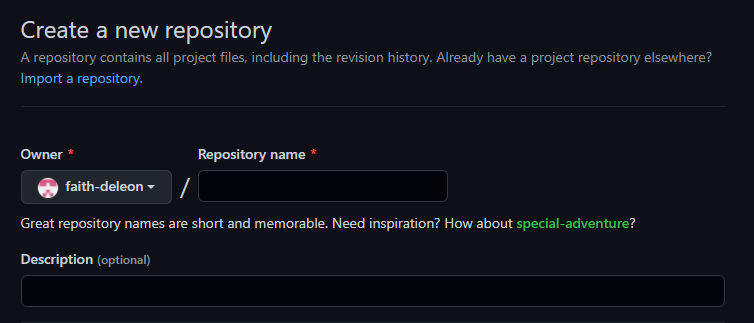 Create a new repository
A repository contains all project files, including the revision history. Already have a project repository elsewhere?
Import a repository.
Owner * Repository name *
faith-deleon /
Great repository names are short and memorable. Need inspiration? How about special-adventure?
Description (optional)